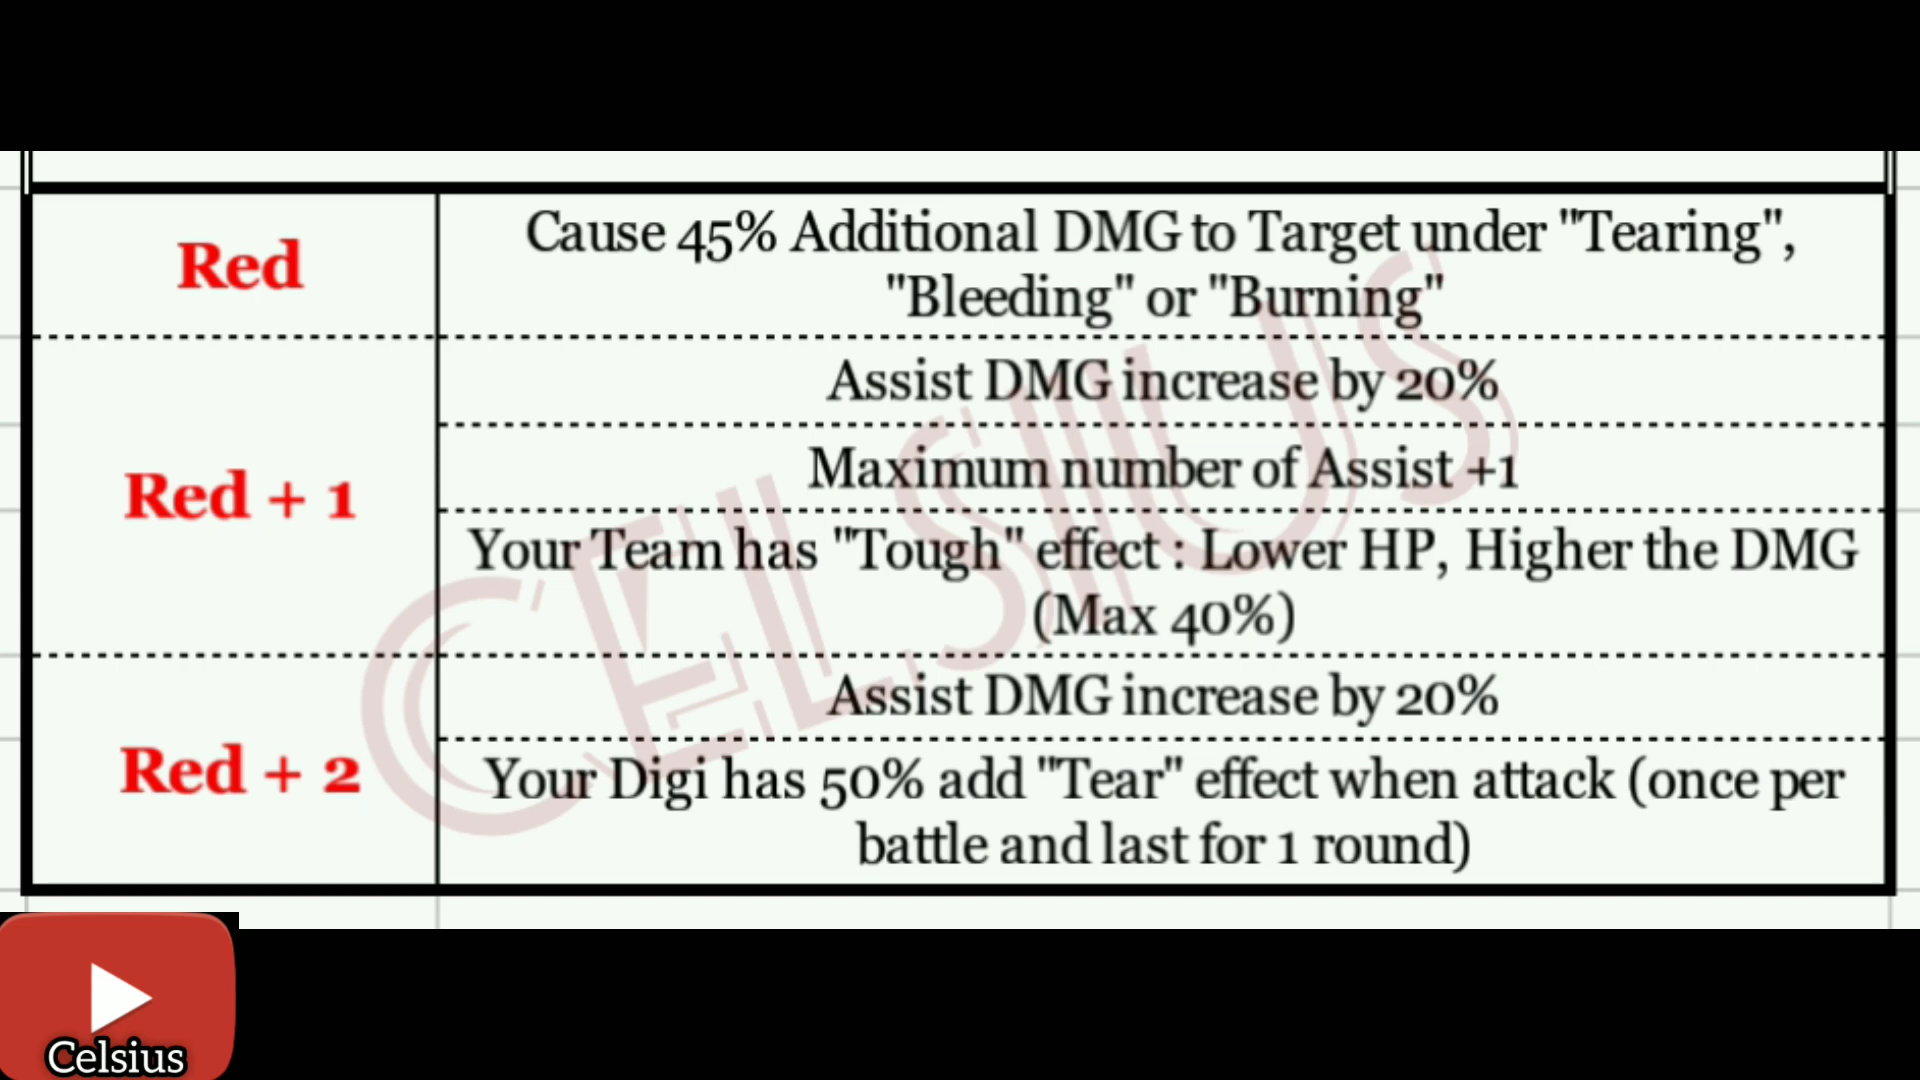 Red
Cause 45% Additional DMG to Target under "Tearing",
"Bleeding" or "Burning"
Red + 1
Assist DMG increase by 20%
Maximum number of Assist +1
Your Team has "Tough" effect : Lower HP, Higher the DMG
(Max 40%)
Red + 2
Assist DMG increase by 20%
Your Digi has 50% add "Tear" effect when attack (once per
battle and last for 1 round)
CELSIUS
Celsius